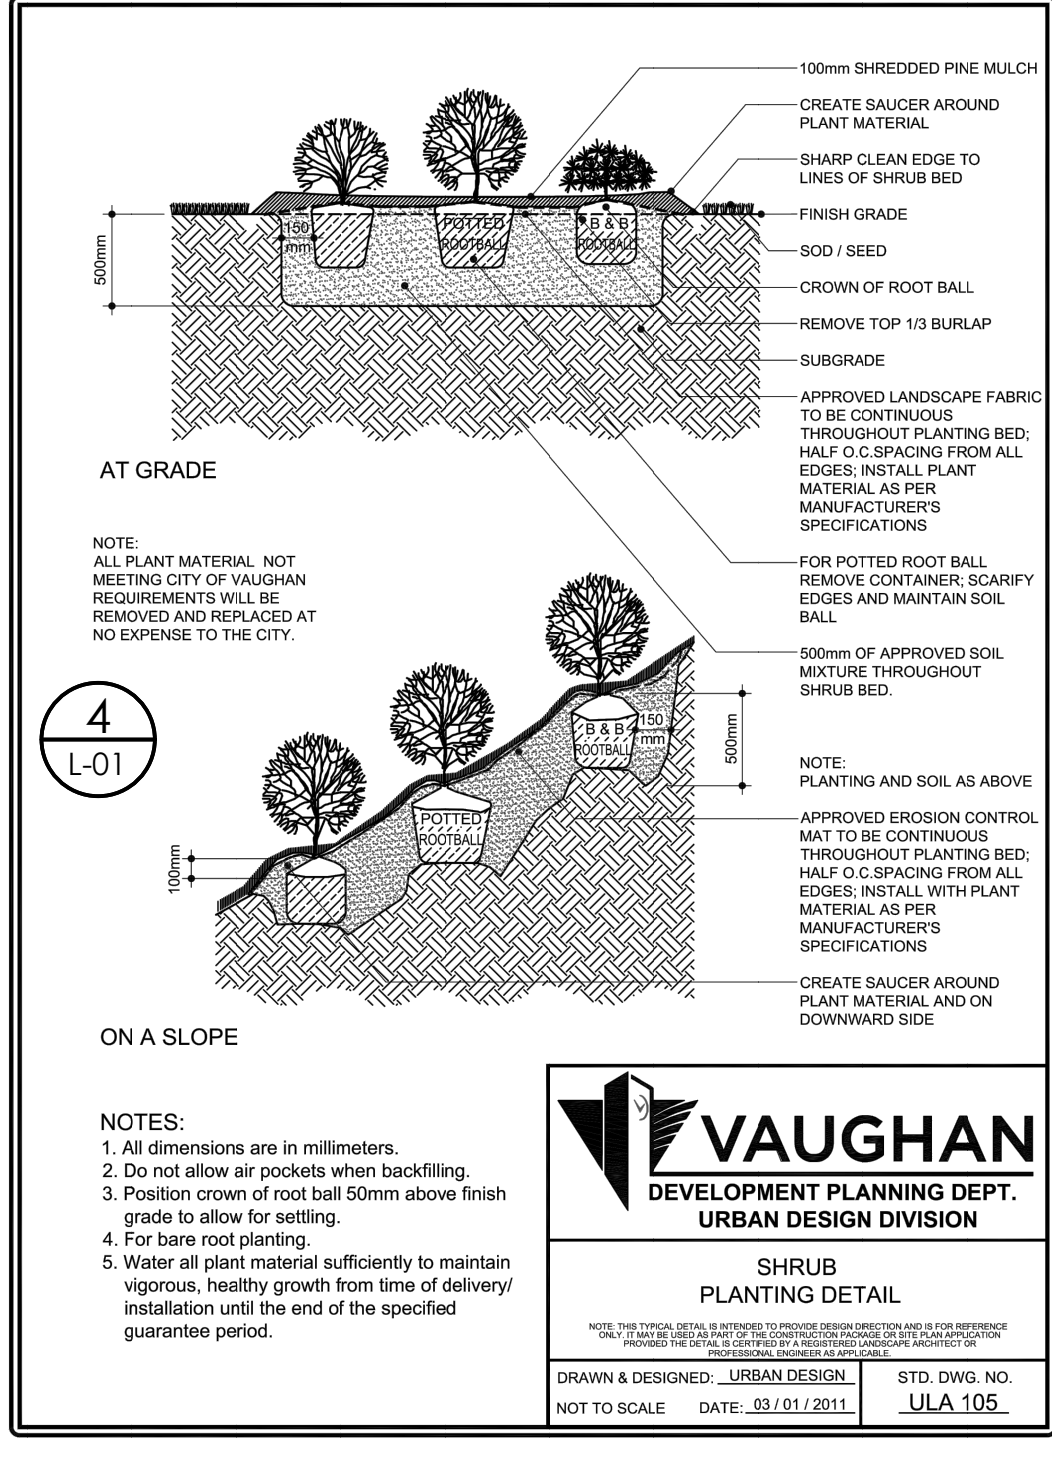 100mm SHREDDED PINE MULCH
CREATE SAUCER AROUND
PLANT MATERIAL
SHARP CLEAN EDGE TO
LINES OF SHRUB BED
FINISH GRADE
SOD / SEED
CROWN OF ROOT BALL
REMOVE TOP 1/3 BURLAP
SUBGRADE
APPROVED LANDSCAPE FABRIC
TO BE CONTINUOUS
THROUGHOUT PLANTING BED;
HALF O.C.SPACING FROM ALL
EDGES; INSTALL PLANT
MATERIAL AS PER
MANUFACTURER'S
SPECIFICATIONS
FOR POTTED ROOT BALL
REMOVE CONTAINER; SCARIFY
EDGES AND MAINTAIN SOIL
BALL
500mm OF APPROVED SOIL
MIXTURE THROUGHOUT
SHRUB BED.
500mm
150
mm
POTTED
ROOTBALL
B & B
ROOTBALL
AT GRADE
NOTE:
ALL PLANT MATERIAL NOT
MEETING CITY OF VAUGHAN
REQUIREMENTS WILL BE
REMOVED AND REPLACED AT
NO EXPENSE TO THE CITY.
4
L-01
B & B
ROOTBALL
150
mm
500mm
POTTED
ROOTBALL
100mm
NOTE:
PLANTING AND SOIL AS ABOVE
APPROVED EROSION CONTROL
MAT TO BE CONTINUOUS
THROUGHOUT PLANTING BED;
HALF O.C.SPACING FROM ALL
EDGES; INSTALL WITH PLANT
MATERIAL AS PER
MANUFACTURER'S
SPECIFICATIONS
CREATE SAUCER AROUND
PLANT MATERIAL AND ON
DOWNWARD SIDE
ON A SLOPE
NOTES:
1. All dimensions are in millimeters.
2. Do not allow air pockets when backfilling.
3. Position crown of root ball 50mm above finish
grade to allow for settling.
4. For bare root planting.
5. Water all plant material sufficiently to maintain
vigorous, healthy growth from time of delivery/
installation until the end of the specified
guarantee period.
VAUGHAN
DEVELOPMENT PLANNING DEPT.
URBAN DESIGN DIVISION
SHRUB
PLANTING DETAIL
NOTE: THIS TYPICAL DETAIL IS INTENDED TO PROVIDE DESIGN DIRECTION AND IS FOR REFERENCE
ONLY. IT MAY BE USED AS PART OF THE CONSTRUCTION PACKAGE OR SITE PLAN APPLICATION
PROVIDED THE DETAIL IS CERTIFIED BY A REGISTERED LANDSCAPE ARCHITECT OR
PROFESSIONAL ENGINEER AS APPLICABLE.
DRAWN & DESIGNED: URBAN DESIGN
NOT TO SCALE DATE: 03 / 01 / 2011
STD. DWG. NO.
ULA 105